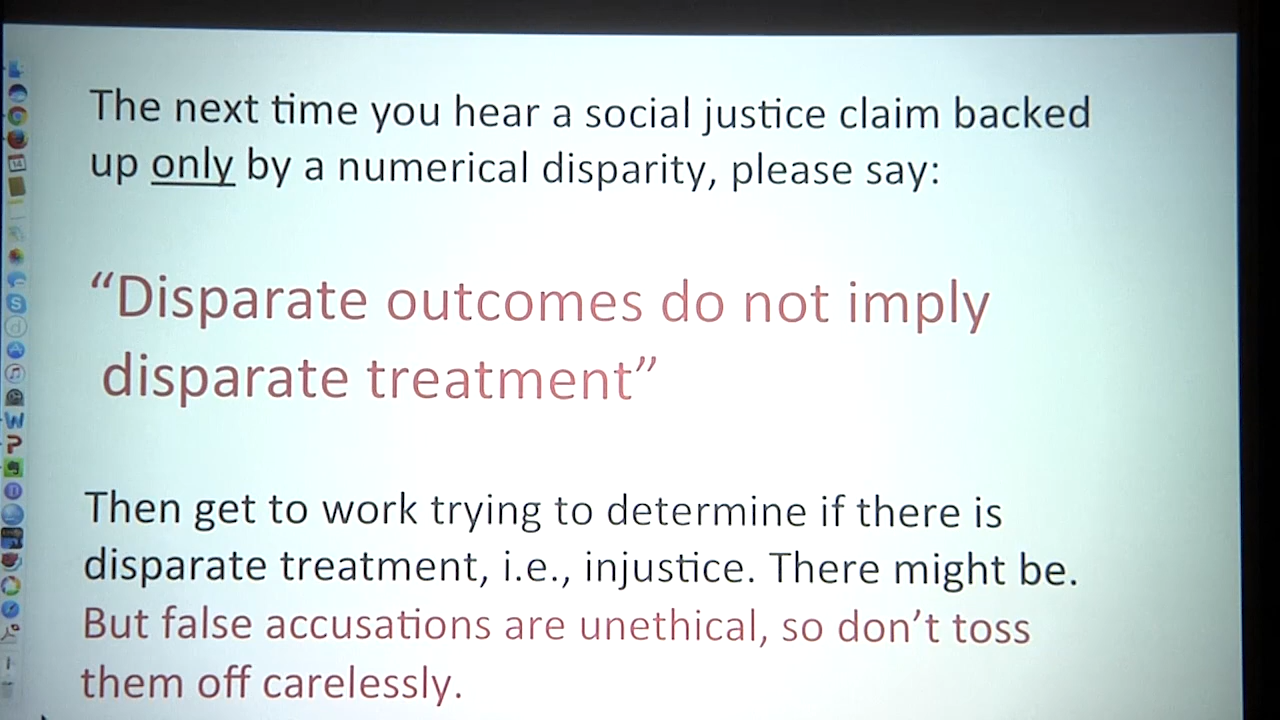 The next time you hear a social justice claim backed
up only by a numerical disparity, please say:
“Disparate outcomes do not imply
disparate treatment”
Then get to work trying to determine if there is
disparate treatment, i.e., injustice. There might be.
But false accusations are unethical, so don’t toss
them off carelessly.